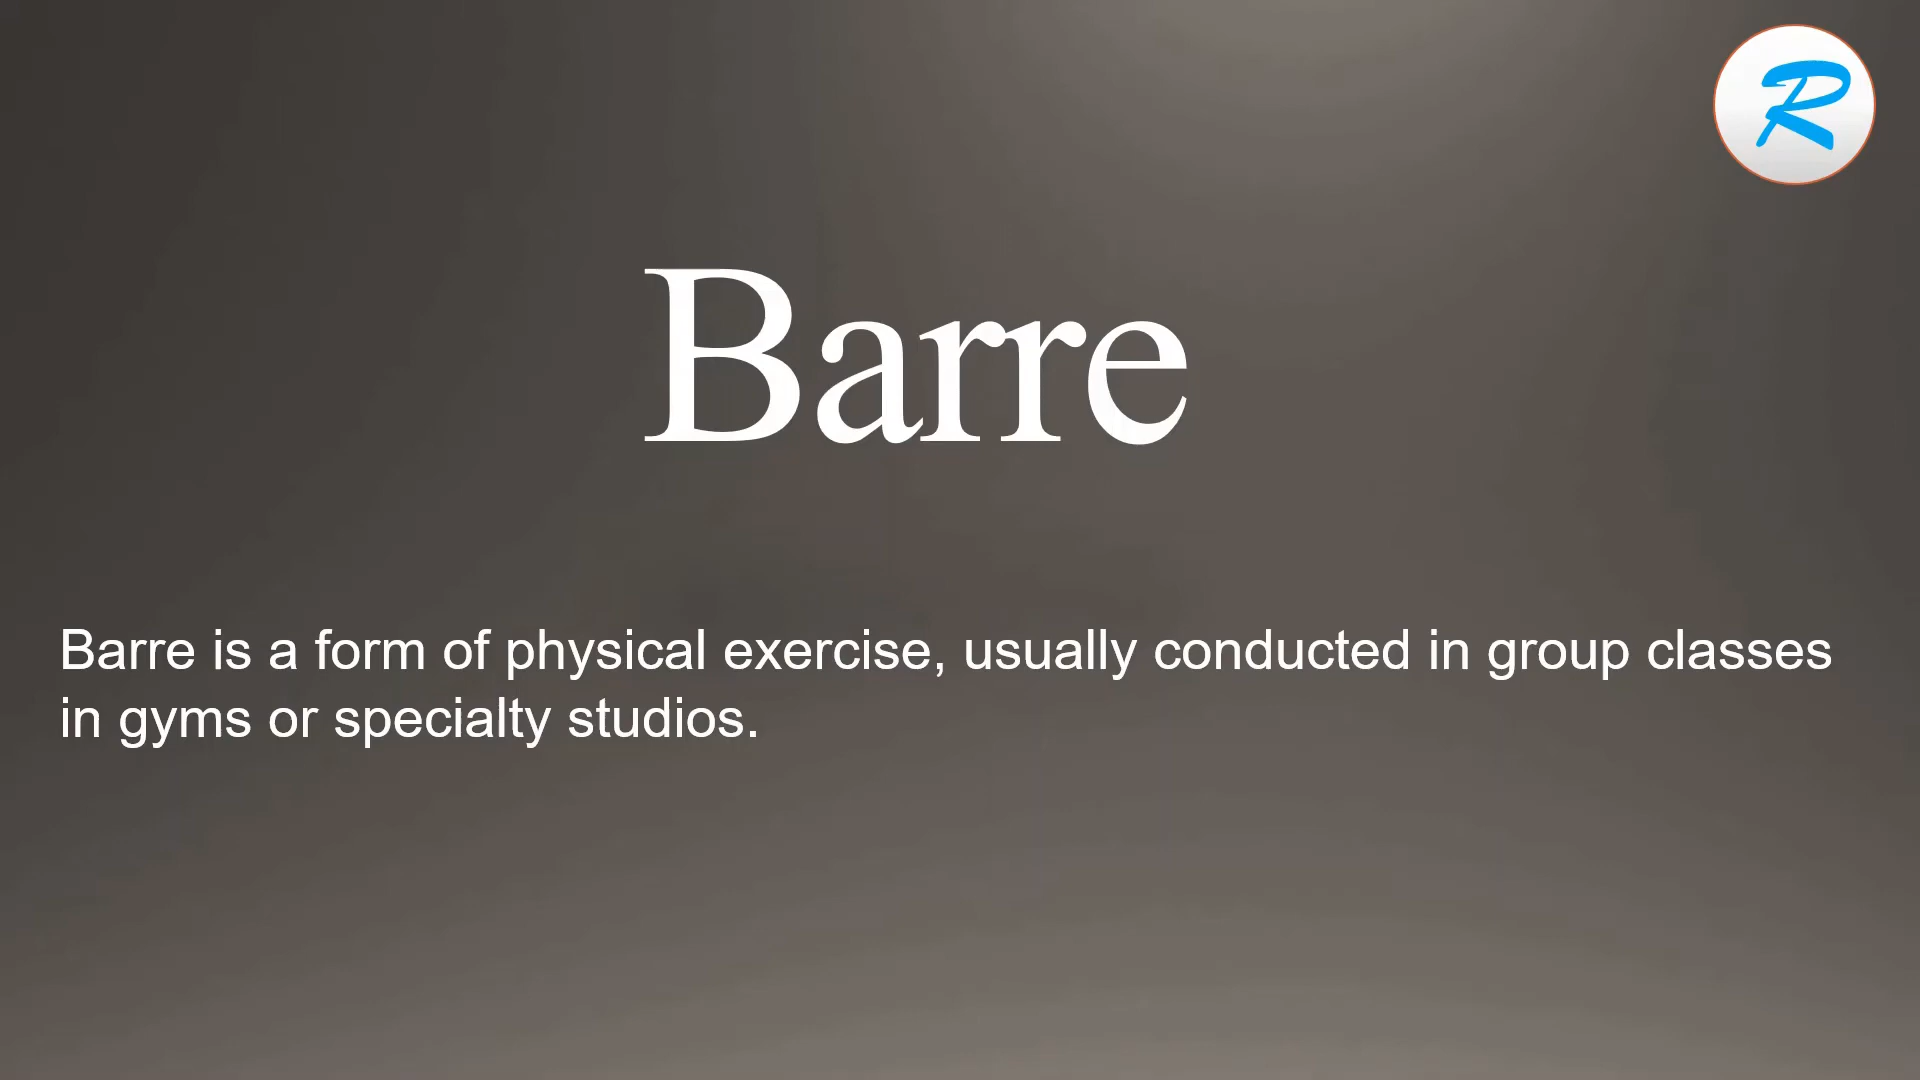 R
Barre
Barre is a form of physical exercise, usually conducted in group classes
in gyms or specialty studios.